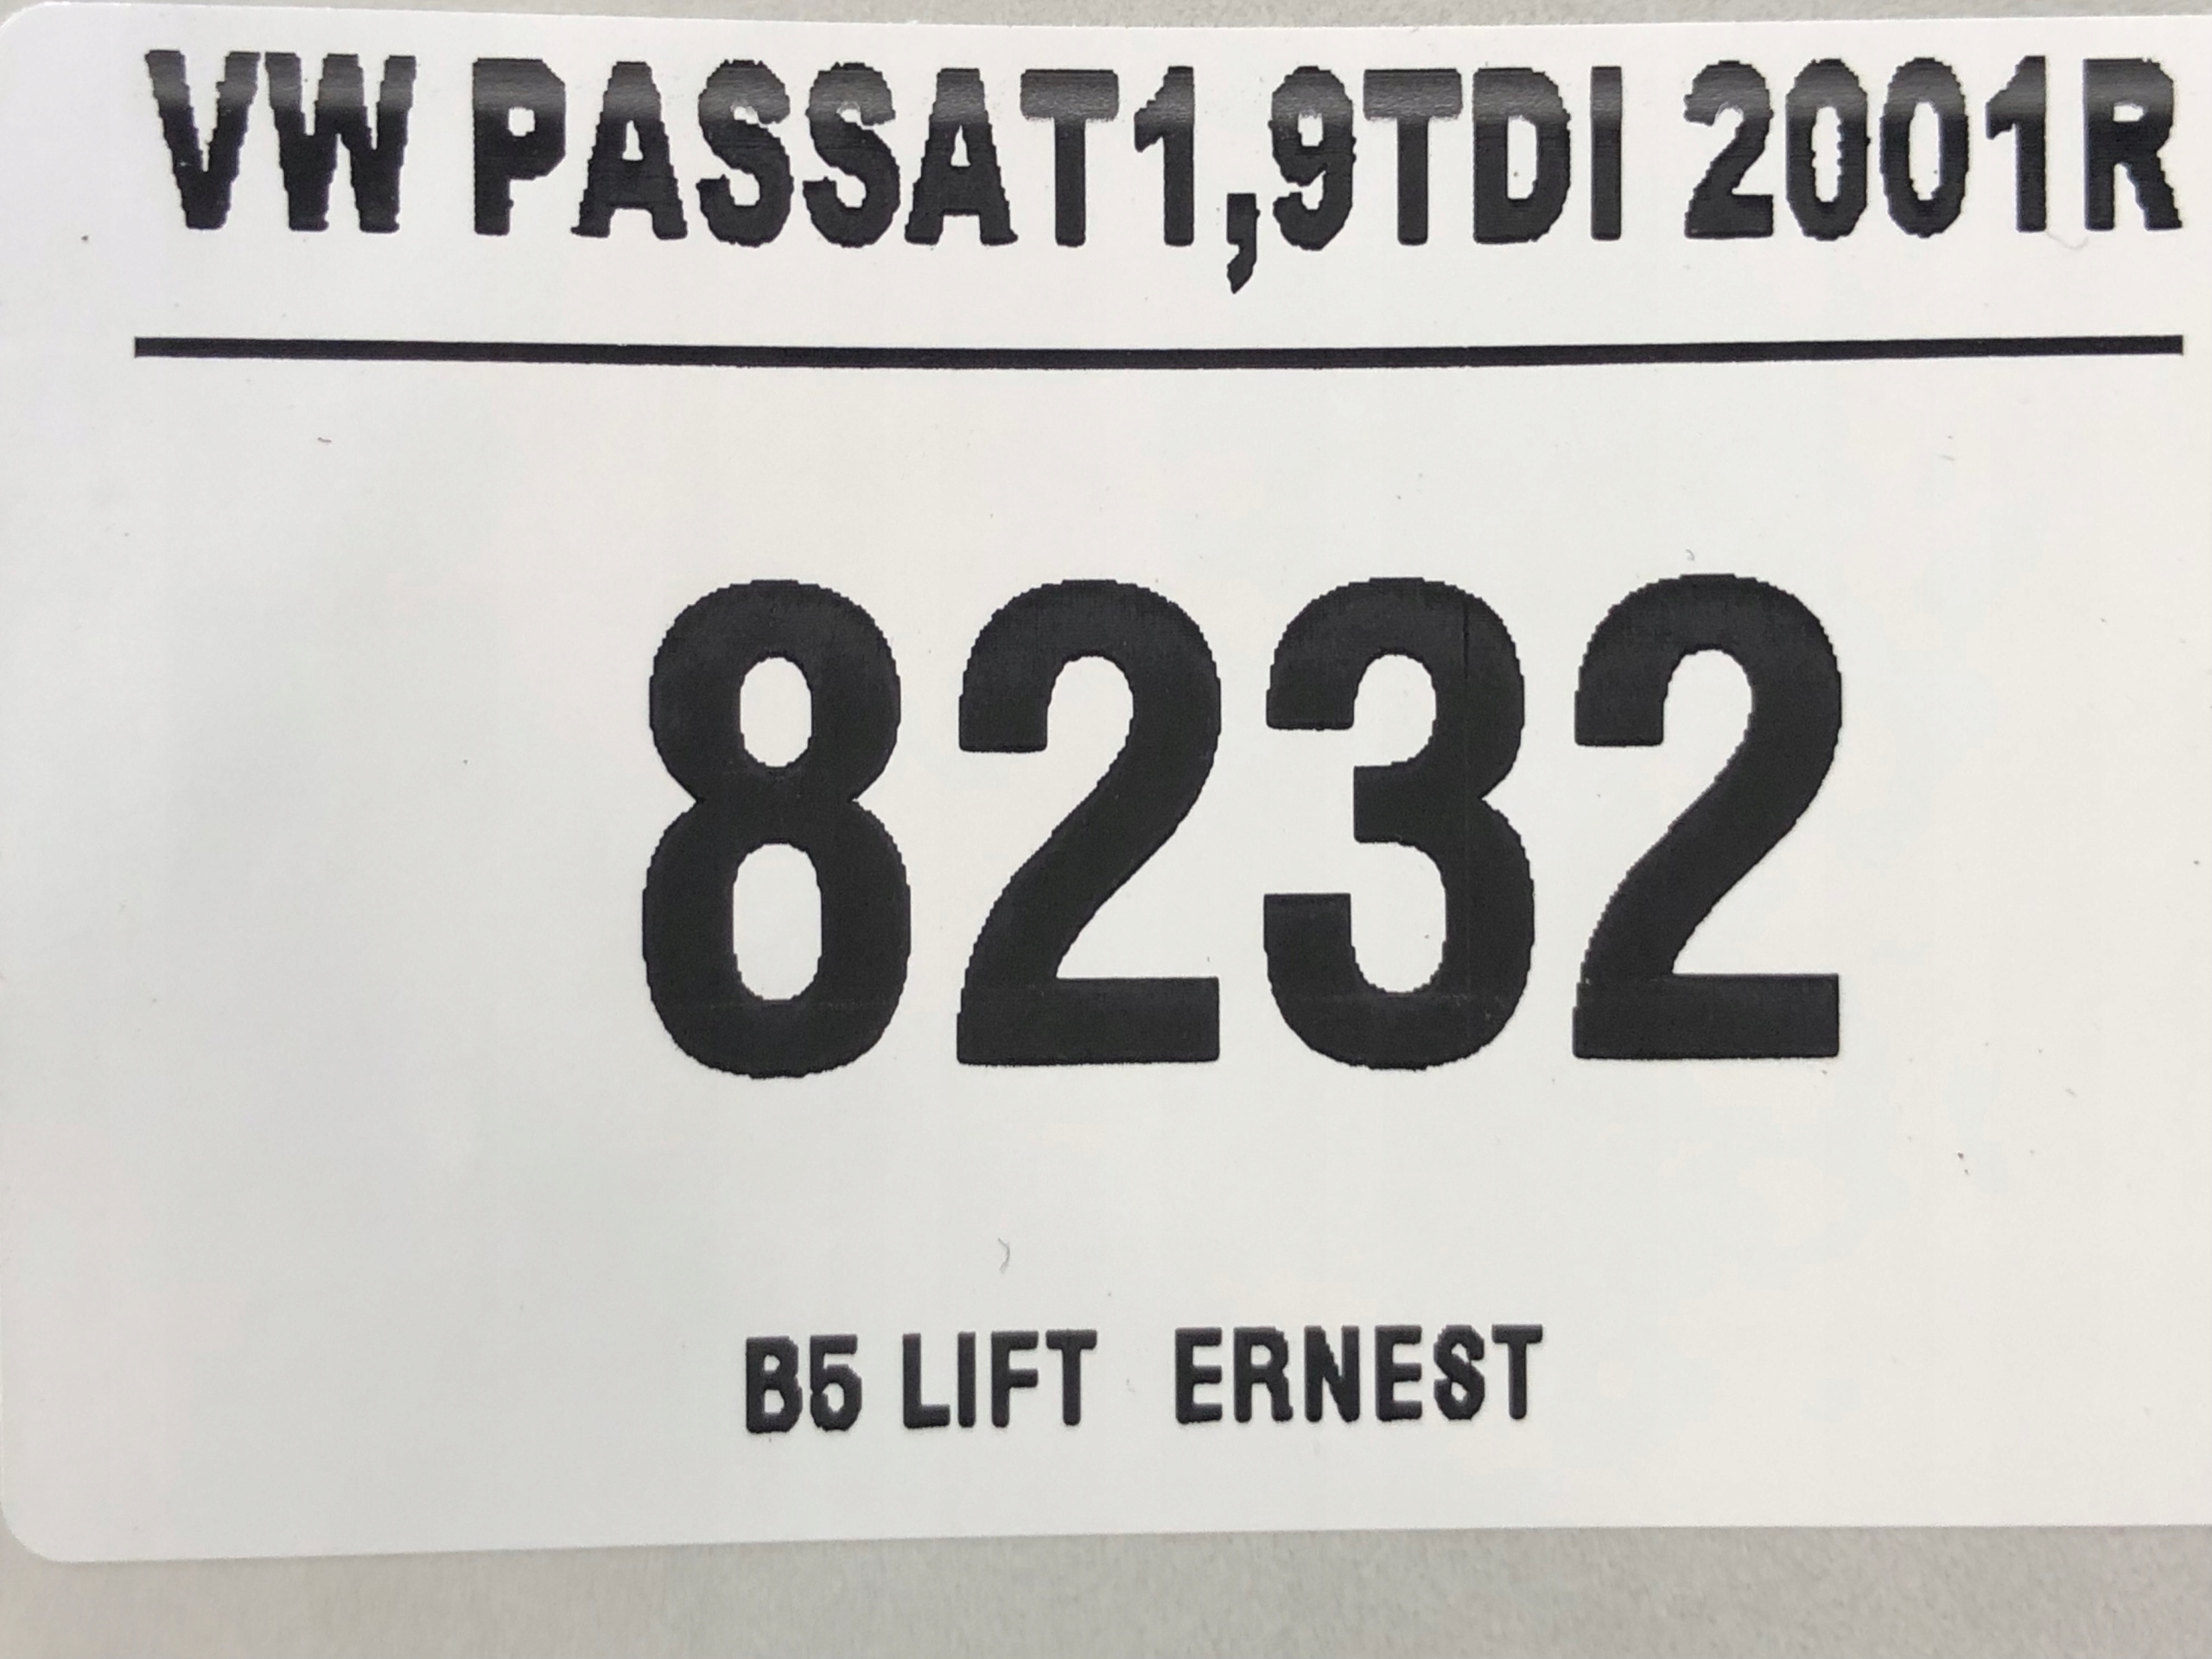 VW PASSAT1,9TDI 2001R
8232
B5 LIFT ERNEST